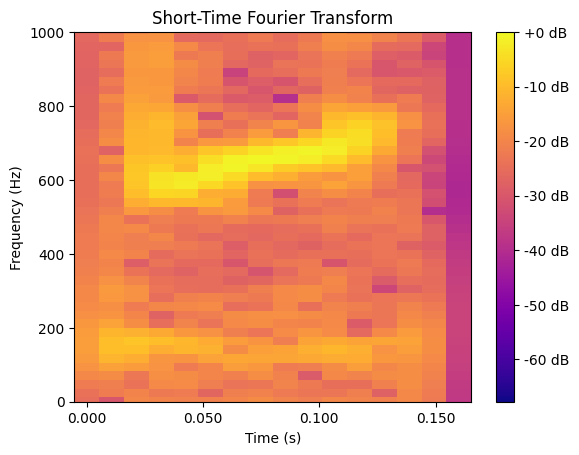 Short-Time Fourier Transform
1000
800
600
400
200
0
Frequency (Hz)
0.000
0.050
0.100
0.150
Time (s)
+0 dB
-10 dB
-20 dB
-30 dB
-40 dB
-50 dB
-60 dB